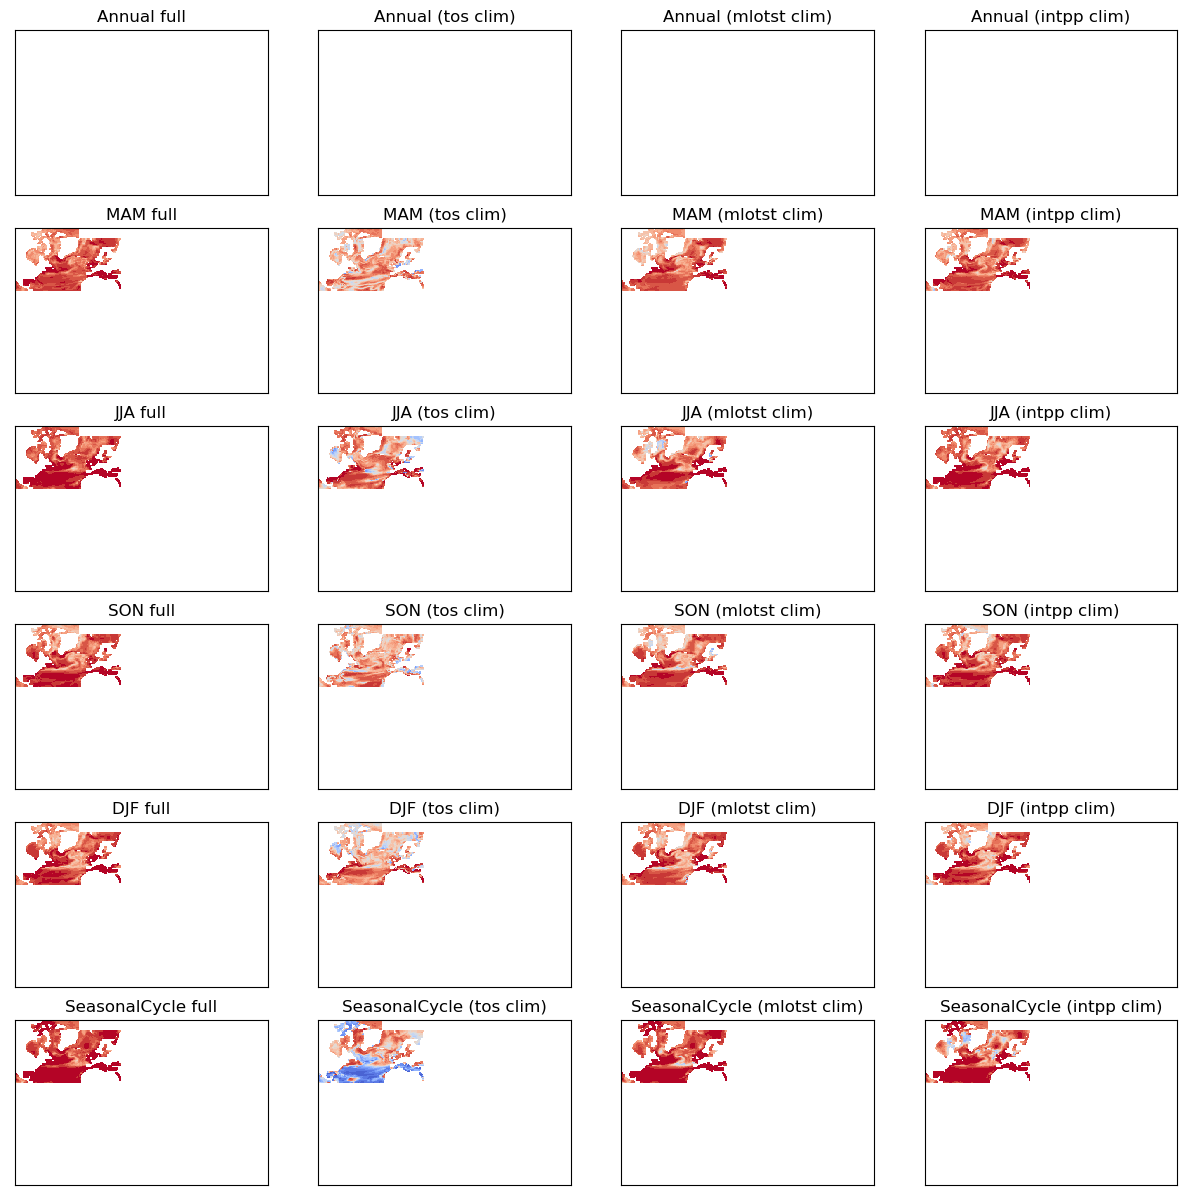 Annual full
Annual (tos clim)
Annual (mlotst clim)
Annual (intpp clim)
MAM full
MAM (tos clim)
MAM (mlotst clim)
MAM (intpp clim)
JJA full
JJA (tos clim)
JJA (mlotst clim)
JJA (intpp clim)
SON full
SON (tos clim)
SON (mlotst clim)
SON (intpp clim)
DJF full
DJF (tos clim)
DJF (mlotst clim)
DJF (intpp clim)
SeasonalCycle full
SeasonalCycle (tos clim)
SeasonalCycle (mlotst clim)
SeasonalCycle (intpp clim)